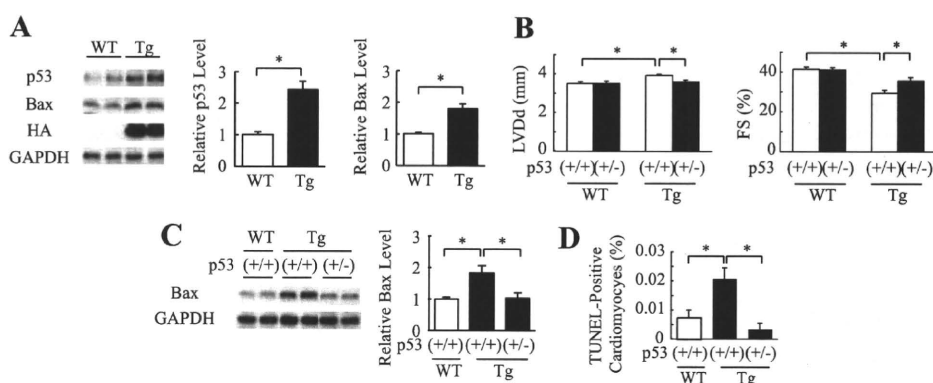 A
WT Tg
p53
Bax
HA
GAPDH
Relative p53 Level
3
2
1
0
*
WT Tg
Relative Bax Level
3
2
1
0
*
WT Tg
B
LVDd (mm)
5
4
3
2
1
0
* *
p53 (+/+)(+/-) (+/+)(+/-)
WT Tg
FS (%)
40
20
0
* *
p53 (+/+)(+/-) (+/+)(+/-)
WT Tg
C
WT Tg
p53 (+/+) (+/+) (+/-)
Bax
GAPDH
Relative Bax Level
3
2
1
0
* *
p53 (+/+) (+/+)(+/-)
WT Tg
D
TUNEL-Positive
Cardiomyocyes (%)
0.03
0.02
0.01
0
* *
p53 (+/+) (+/+)(+/-)
WT Tg